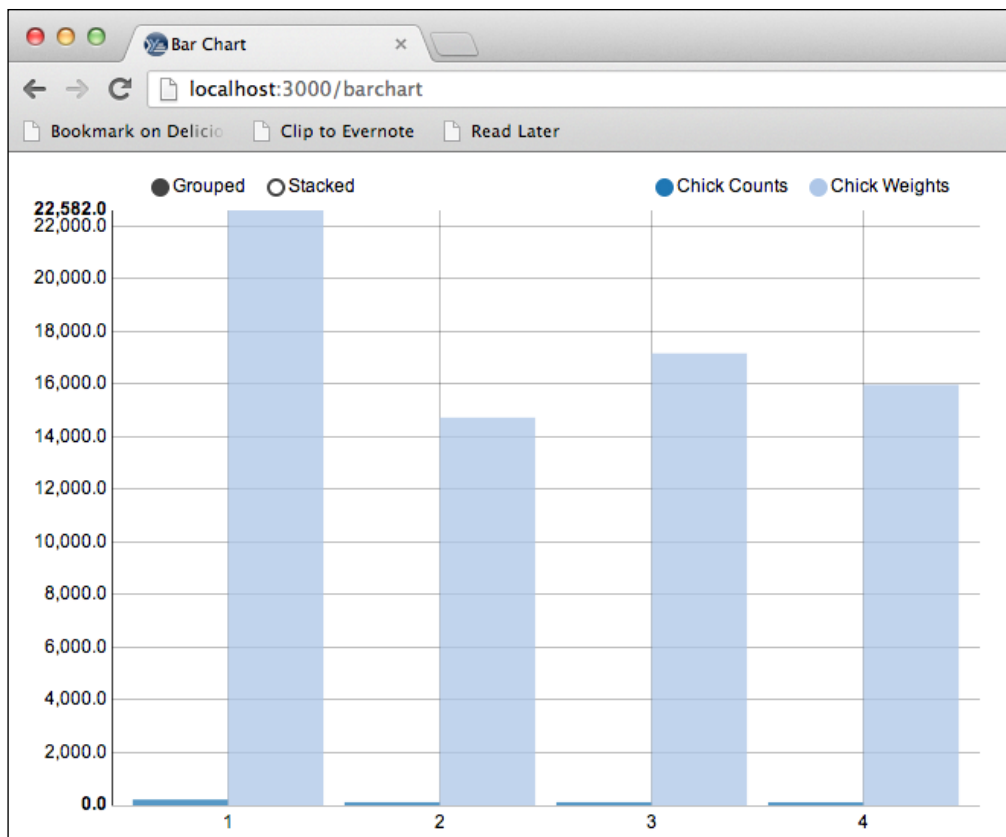 Bar Chart
localhost:3000/barchart
Bookmark on Delicio
Clip to Evernote
Read Later
Grouped
Stacked
Chick Counts
Chick Weights
22,582.0
22,000.0
20,000.0
18,000.0
16,000.0
14,000.0
12,000.0
10,000.0
8,000.0
6,000.0
4,000.0
2,000.0
0.0
1
2
3
4